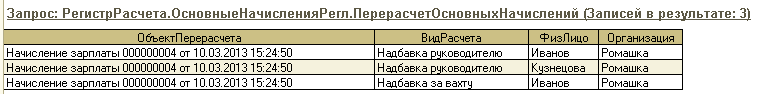 Запрос: РегистрРасчета.ОсновныеНачисленияРегл.ПерерасчетОсновныхНачислений (Записей в результате: 3)
ОбъектПерерасчета ВидРасчета ФизЛицо Организация
Начисление зарплаты 000000004 от 10.03.2013 15:24:50 Надбавка руководителю Иванов Ромашка
Начисление зарплаты 000000004 от 10.03.2013 15:24:50 Надбавка руководителю Кузнецова Ромашка
Начисление зарплаты 000000004 от 10.03.2013 15:24:50 Надбавка за вахту Иванов Ромашка